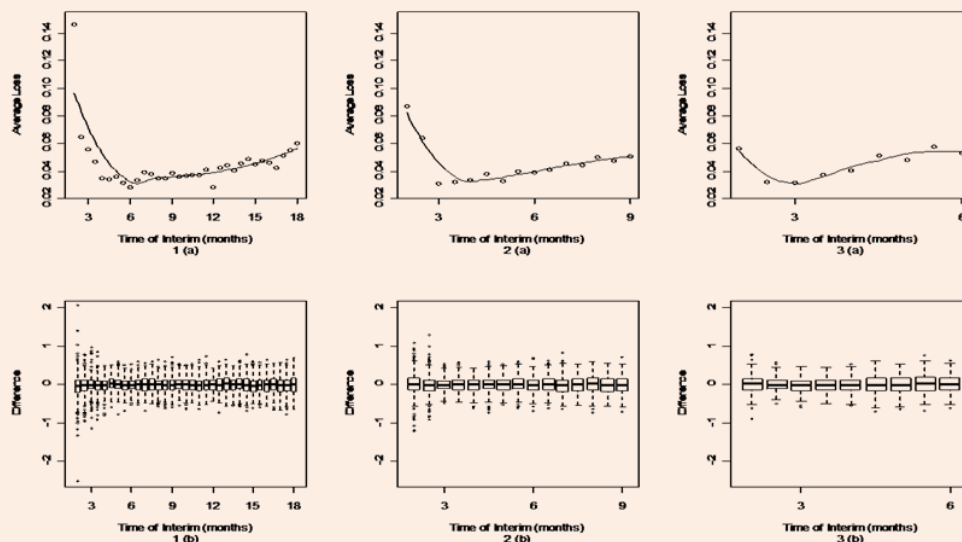 0.02 0.04 0.06 0.08 0.10 0.12 0.14
Average Loss
3 6 9 12 15 18
Time of Interim (months)
1 (a)
0.02 0.04 0.06 0.08 0.10 0.12 0.14
Average Loss
3 6 9
Time of Interim (months)
2 (a)
0.02 0.04 0.06 0.08 0.10 0.12 0.14
Average Loss
3 6
Time of Interim (months)
3 (a)
-2 -1 0 1 2
Difference
3 6 9 12 15 18
Time of Interim (months)
1 (b)
-2 -1 0 1 2
Difference
3 6 9
Time of Interim (months)
2 (b)
-2 -1 0 1 2
Difference
3 6
Time of Interim (months)
3 (b)